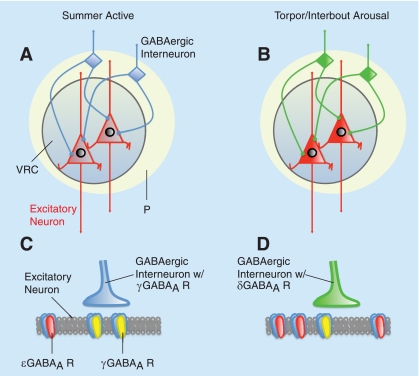 Summer Active
Torpor/Interbout Arousal
A
GABAergic
Interneuron
B
VRC
Excitatory
Neuron
P
C
GABAergic
Interneuron w/
γGABAA R
Excitatory
Neuron
εGABAA R
γGABAA R
D
GABAergic
Interneuron w/
δGABAA R